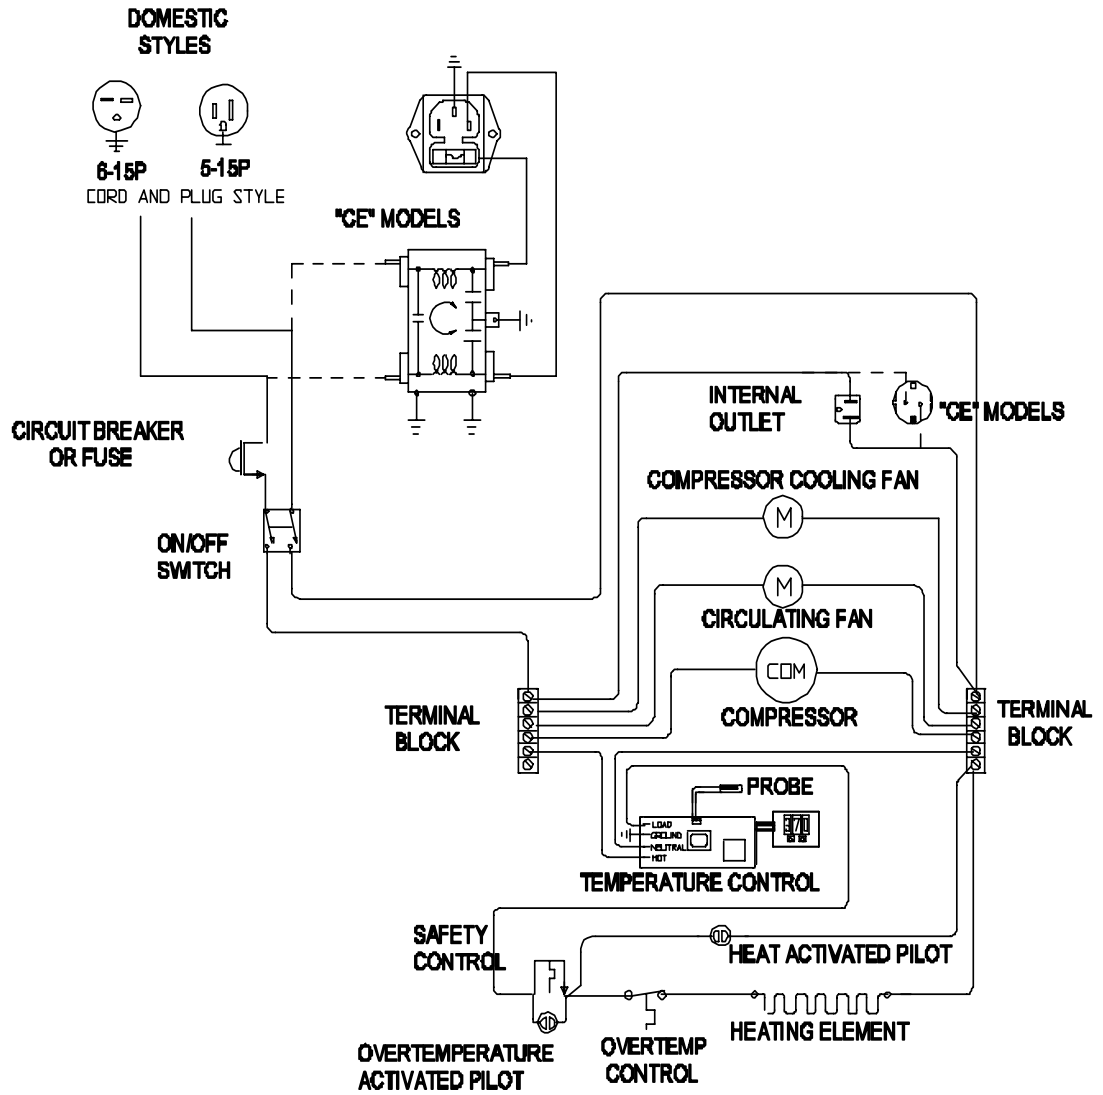 DOMESTIC
STYLES
6-15P
5-15P
CORD AND PLUG STYLE
"CE" MODELS
INTERNAL
OUTLET
"CE" MODELS
CIRCUIT BREAKER
OR FUSE
COMPRESSOR COOLING FAN
M
ON/OFF
SWITCH
M
CIRCULATING FAN
COM
COMPRESSOR
TERMINAL
BLOCK
TERMINAL
BLOCK
PROBE
LOAD
GROUND
NEUTRAL
HOT
370
TEMPERATURE CONTROL
SAFETY
CONTROL
HEAT ACTIVATED PILOT
OVERTEMPERATURE
ACTIVATED PILOT
OVERTEMP
CONTROL
HEATING ELEMENT